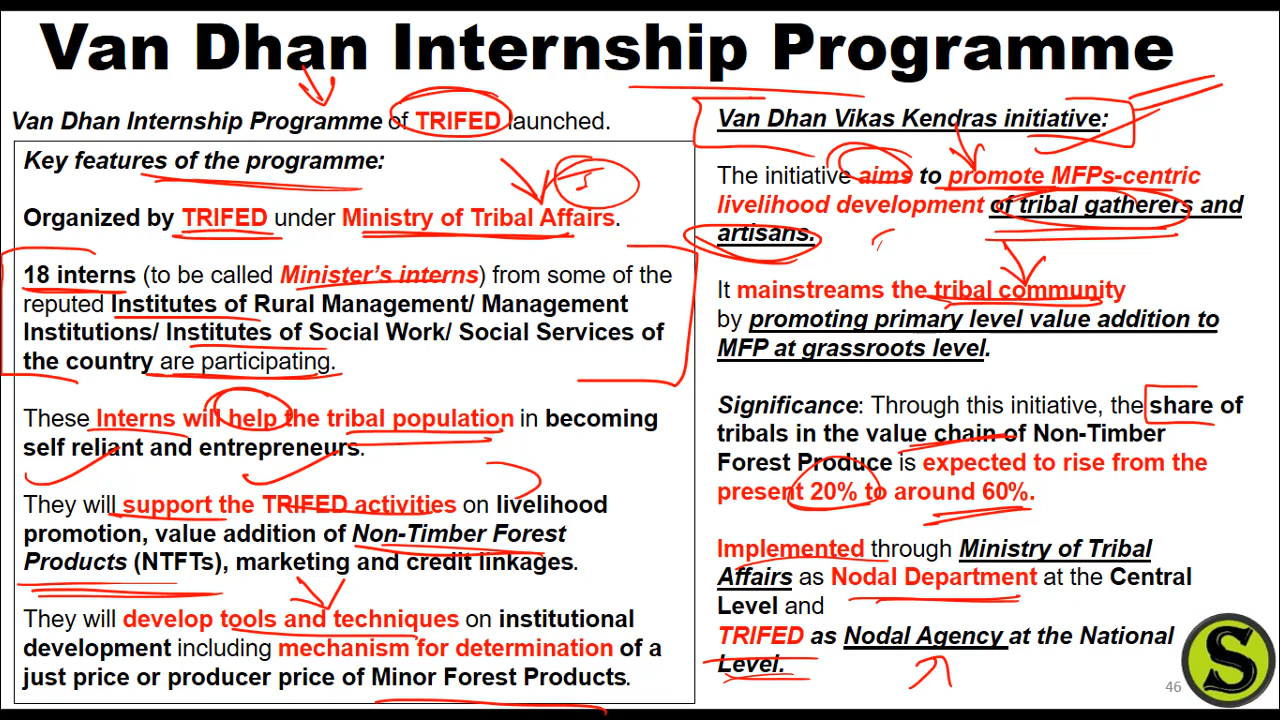 Van Dhan Internship Programme
Van Dhan Internship Programme of TRIFED launched.
Key features of the programme:
Organized by TRIFED under Ministry of Tribal Affairs.
18 interns (to be called Minister's interns) from some of the
reputed Institutes of Rural Management/ Management
Institutions/ Institutes of Social Work/ Social Services of
the country are participating.
These Interns will help the tribal population in becoming
self reliant and entrepreneurs.
They will support the TRIFED activities on livelihood
promotion, value addition of Non-Timber Forest
Products (NTFTs), marketing and credit linkages.
They will develop tools and techniques on institutional
development including mechanism for determination of a
just price or producer price of Minor Forest Products.
Van Dhan Vikas Kendras initiative:
The initiative aims to promote MFPs-centric
livelihood development of tribal gatherers and
artisans.
It mainstreams the tribal community
by promoting primary level value addition to
MFP at grassroots level.
Significance: Through this initiative, the share of
tribals in the value chain of Non-Timber
Forest Produce is expected to rise from the
present 20% to around 60%.
Implemented through Ministry of Tribal
Affairs as Nodal Department at the Central
Level and
TRIFED as Nodal Agency at the National
Level.
46
S